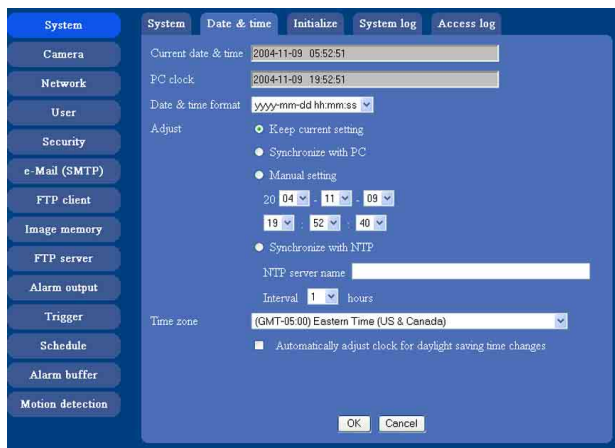 System
Camera
Network
User
Security
e-Mail (SMTP)
FTP client
Image memory
FTP server
Alarm output
Trigger
Schedule
Alarm buffer
Motion detection
System Date & time Initialize System log Access log
Current date & time 2004-11-09 05:52:51
PC clock 2004-11-09 19:52:51
Date & time format yyyy-mm-dd hh:mm:ss
Adjust Keep current setting
Synchronize with PC
Manual setting
20 04 - 11 - 09
19 : 52 : 40
Synchronize with NTP
NTP server name
Interval 1 hours
Time zone (GMT-05:00) Eastern Time (US & Canada)
Automatically adjust clock for daylight saving time changes
OK Cancel